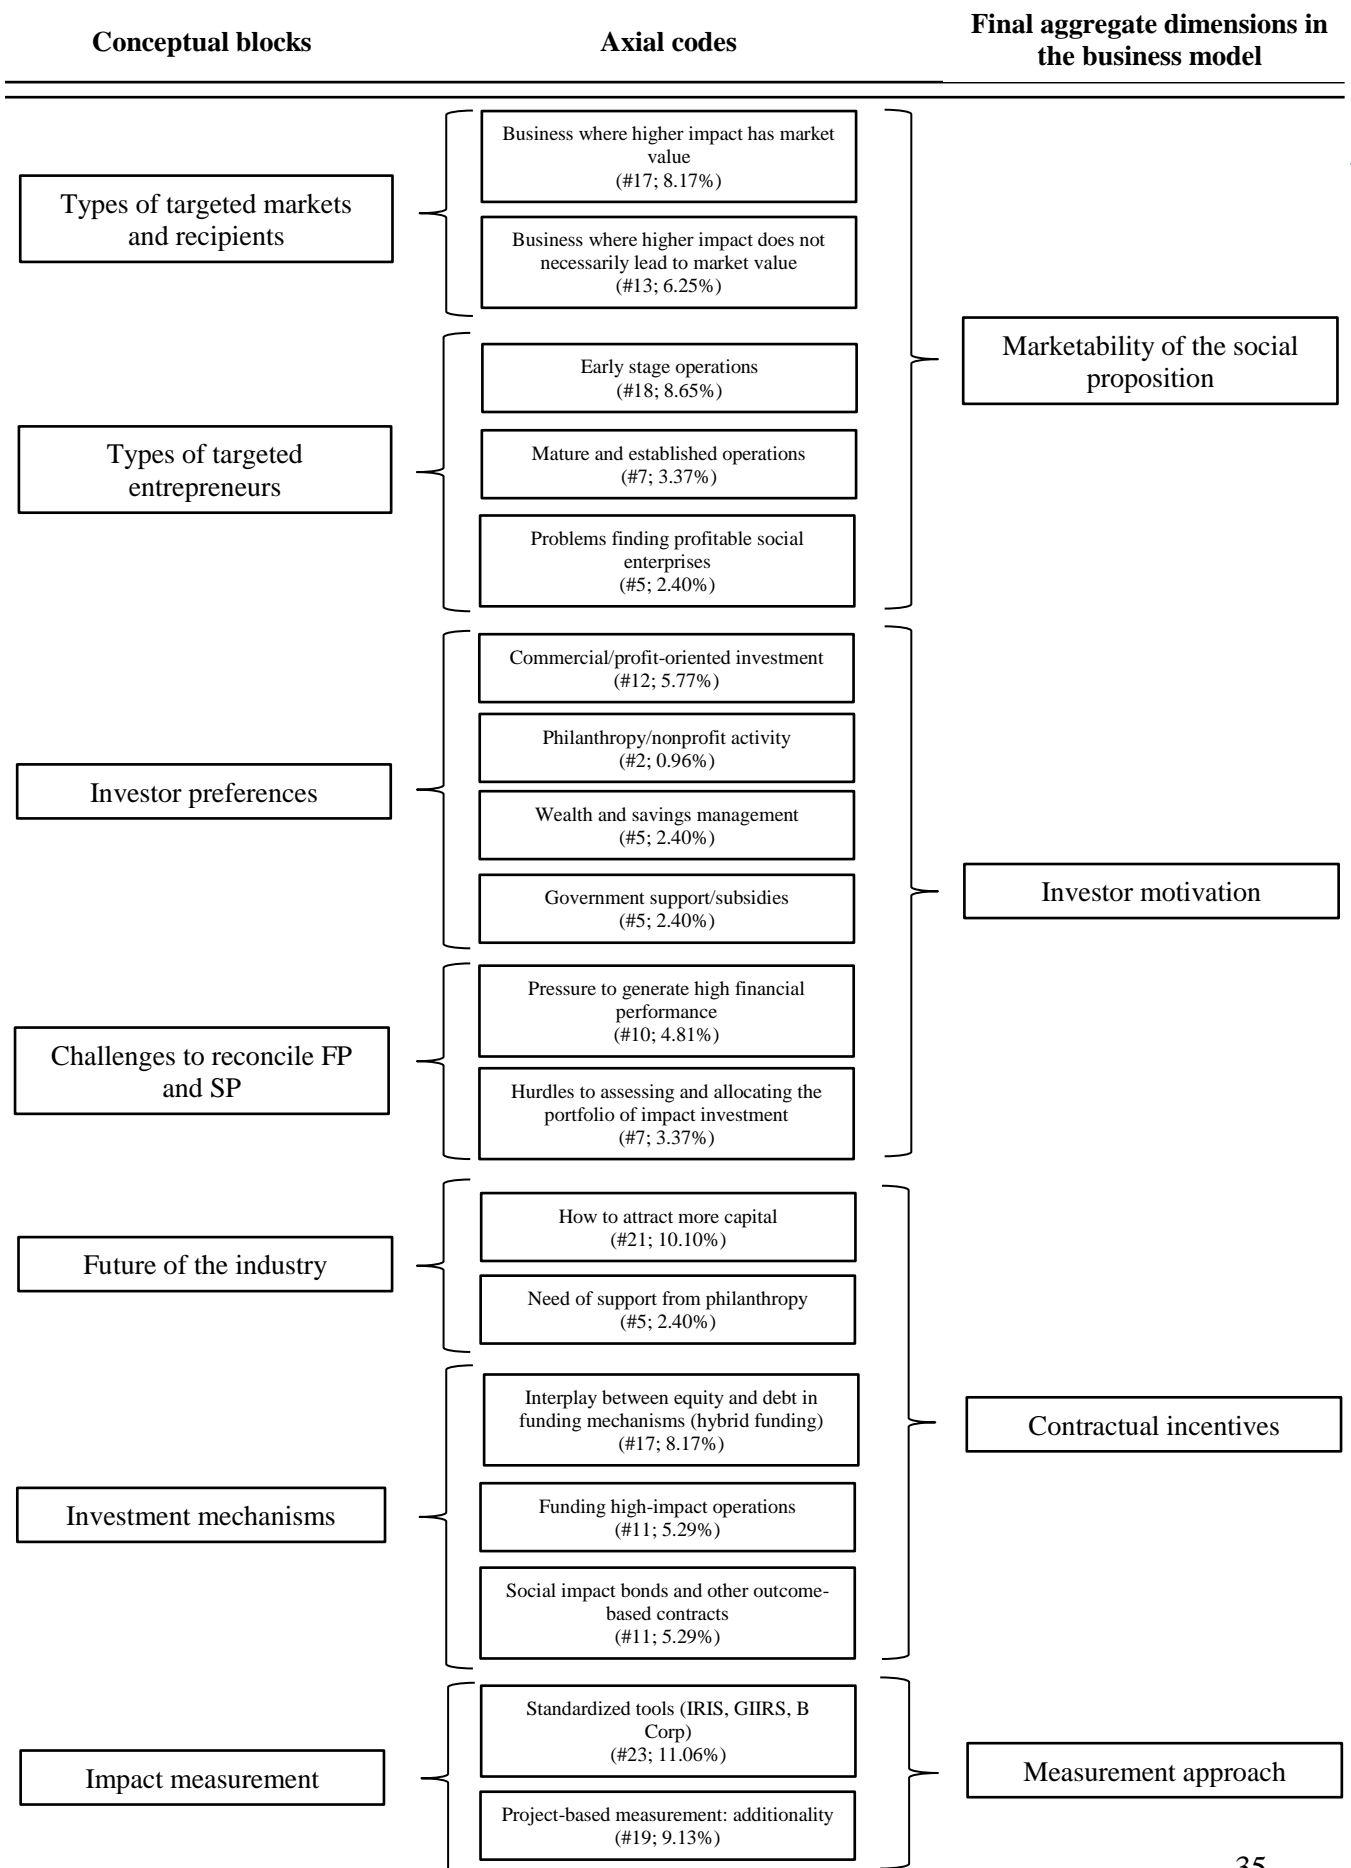 Conceptual blocks
Axial codes
Final aggregate dimensions in
the business model
Types of targeted markets
and recipients
Business where higher impact has market
value
(#17; 8.17%)
Business where higher impact does not
necessarily lead to market value
(#13; 6.25%)
Marketability of the social
proposition
Types of targeted
entrepreneurs
Early stage operations
(#18; 8.65%)
Mature and established operations
(#7; 3.37%)
Problems finding profitable social
enterprises
(#5; 2.40%)
Investor preferences
Commercial/profit-oriented investment
(#12; 5.77%)
Philanthropy/nonprofit activity
(#2; 0.96%)
Wealth and savings management
(#5; 2.40%)
Government support/subsidies
(#5; 2.40%)
Investor motivation
Challenges to reconcile FP
and SP
Pressure to generate high financial
performance
(#10; 4.81%)
Hurdles to assessing and allocating the
portfolio of impact investment
(#7; 3.37%)
Future of the industry
How to attract more capital
(#21; 10.10%)
Need of support from philanthropy
(#5; 2.40%)
Contractual incentives
Investment mechanisms
Interplay between equity and debt in
funding mechanisms (hybrid funding)
(#17; 8.17%)
Funding high-impact operations
(#11; 5.29%)
Social impact bonds and other outcome-
based contracts
(#11; 5.29%)
Impact measurement
Standardized tools (IRIS, GIIRS, B
Corp)
(#23; 11.06%)
Project-based measurement: additionality
(#19; 9.13%)
Measurement approach
35